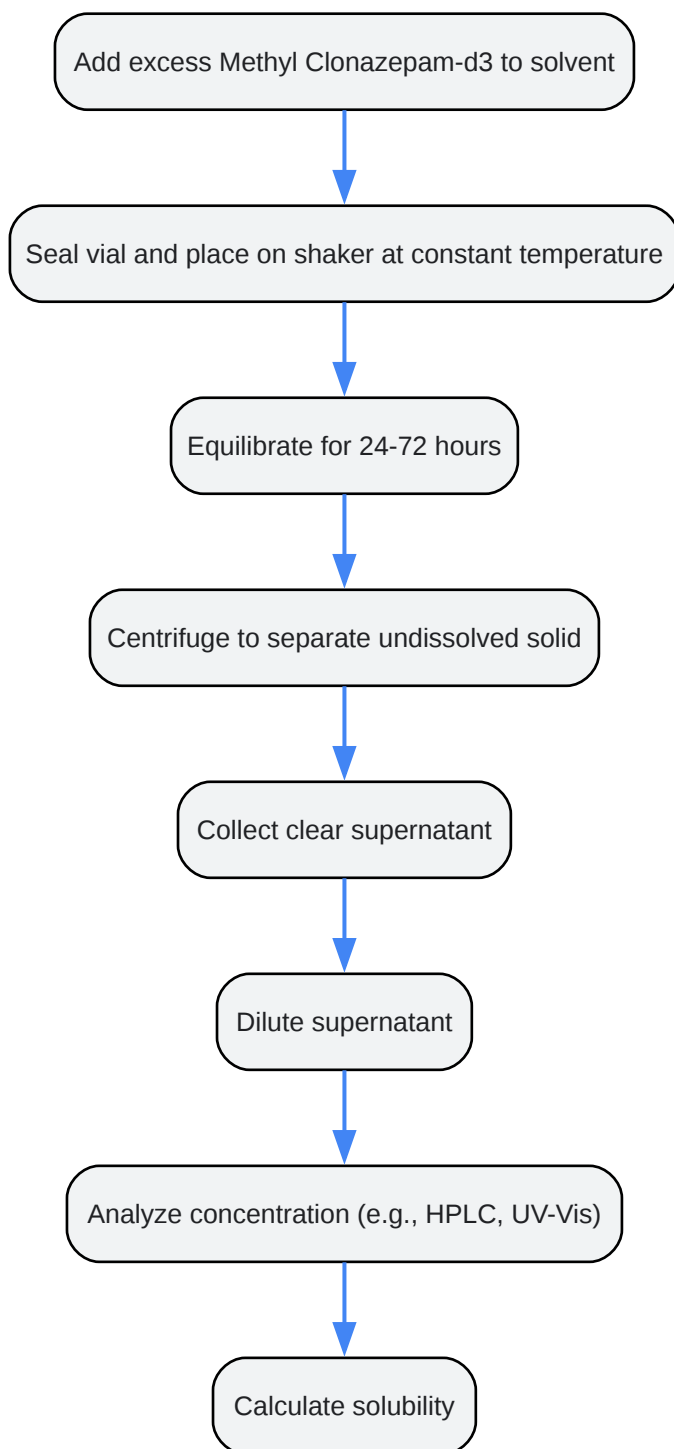 Add excess Methyl Clonazepam-d3 to solvent
Seal vial and place on shaker at constant temperature
Equilibrate for 24-72 hours
Centrifuge to separate undissolved solid
Collect clear supernatant
Dilute supernatant
Analyze concentration (e.g., HPLC, UV-Vis)
Calculate solubility